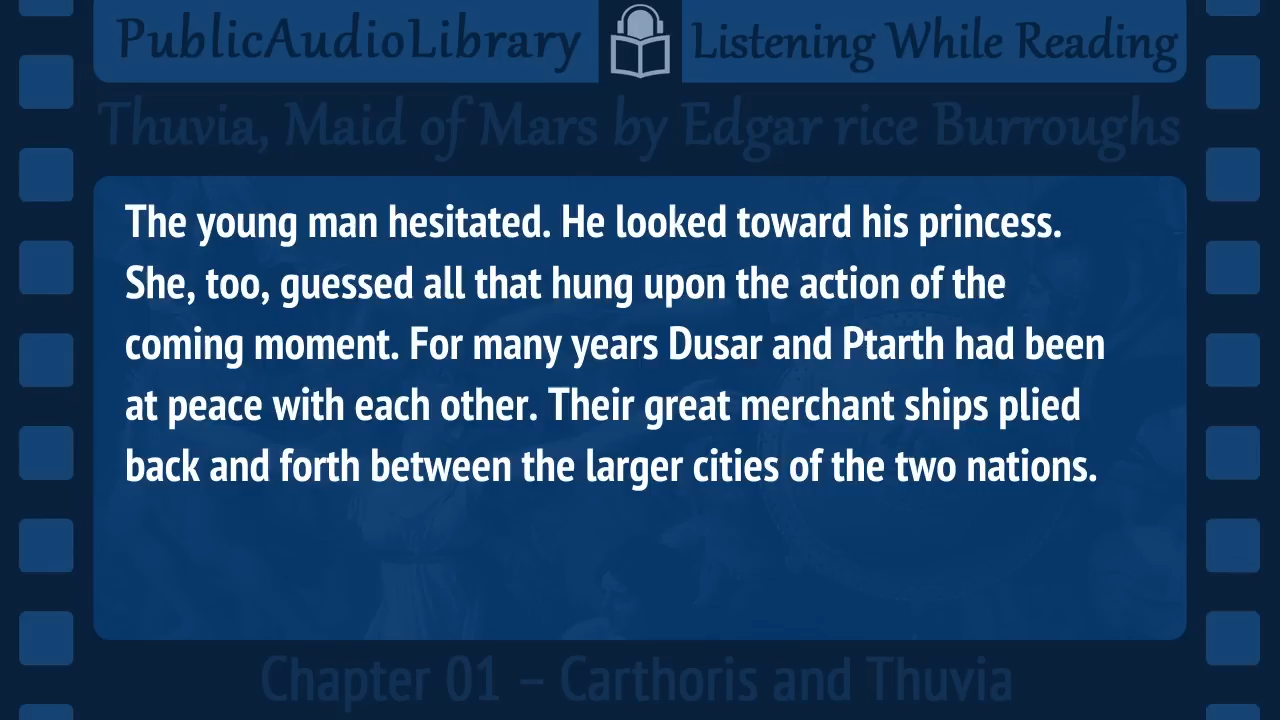 PublicAudioLibrary Listening While Reading
Thuvia, Maid of Mars by Edgar rice Burroughs
The young man hesitated. He looked toward his princess.
She, too, guessed all that hung upon the action of the
coming moment. For many years Dusar and Ptarth had been
at peace with each other. Their great merchant ships plied
back and forth between the larger cities of the two nations.
Chapter 01 – Carthoris and Thuvia